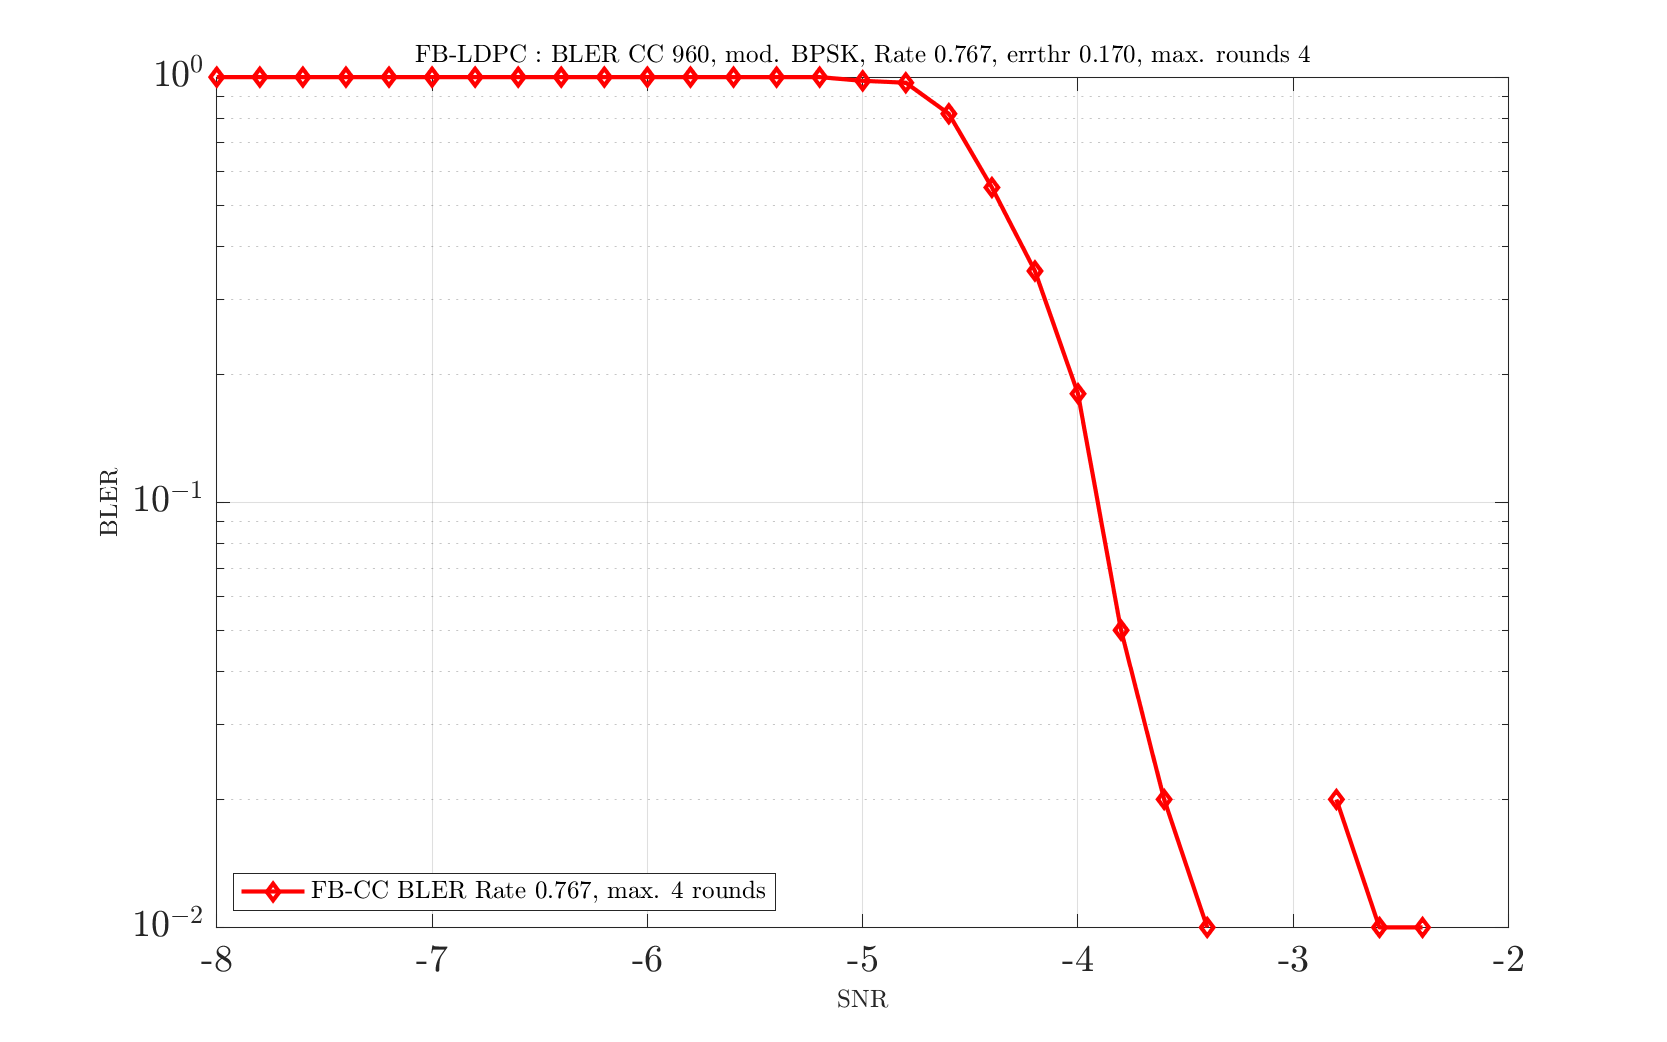 FB-LDPC : BLER CC 960, mod. BPSK, Rate 0.767, errthr 0.170, max. rounds 4
10^0
10^{-1}
10^{-2}
BLER
FB-CC BLER Rate 0.767, max. 4 rounds
-8 -7 -6 -5 -4 -3 -2
SNR